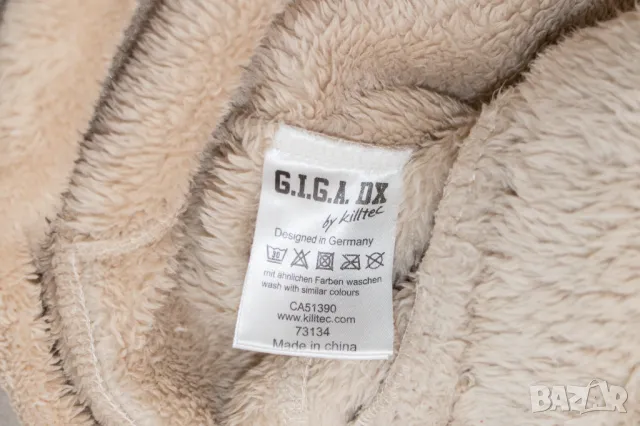 G.I.G.A. DX
by killtec
Designed in Germany
30
mit ähnlichen Farben waschen
wash with similar colours
CA51390
www.killtec.com
73134
Made in china
BAZAR